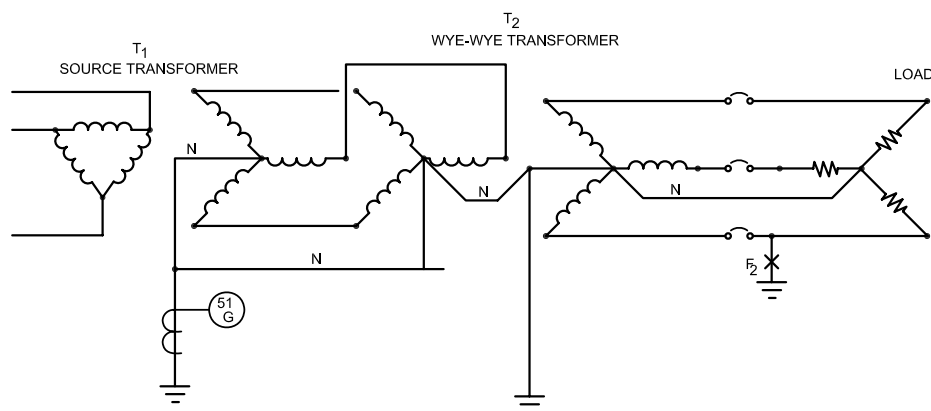 T2
WYE-WYE TRANSFORMER
T1
SOURCE TRANSFORMER
LOAD
N
N
N
N
F2
51
G